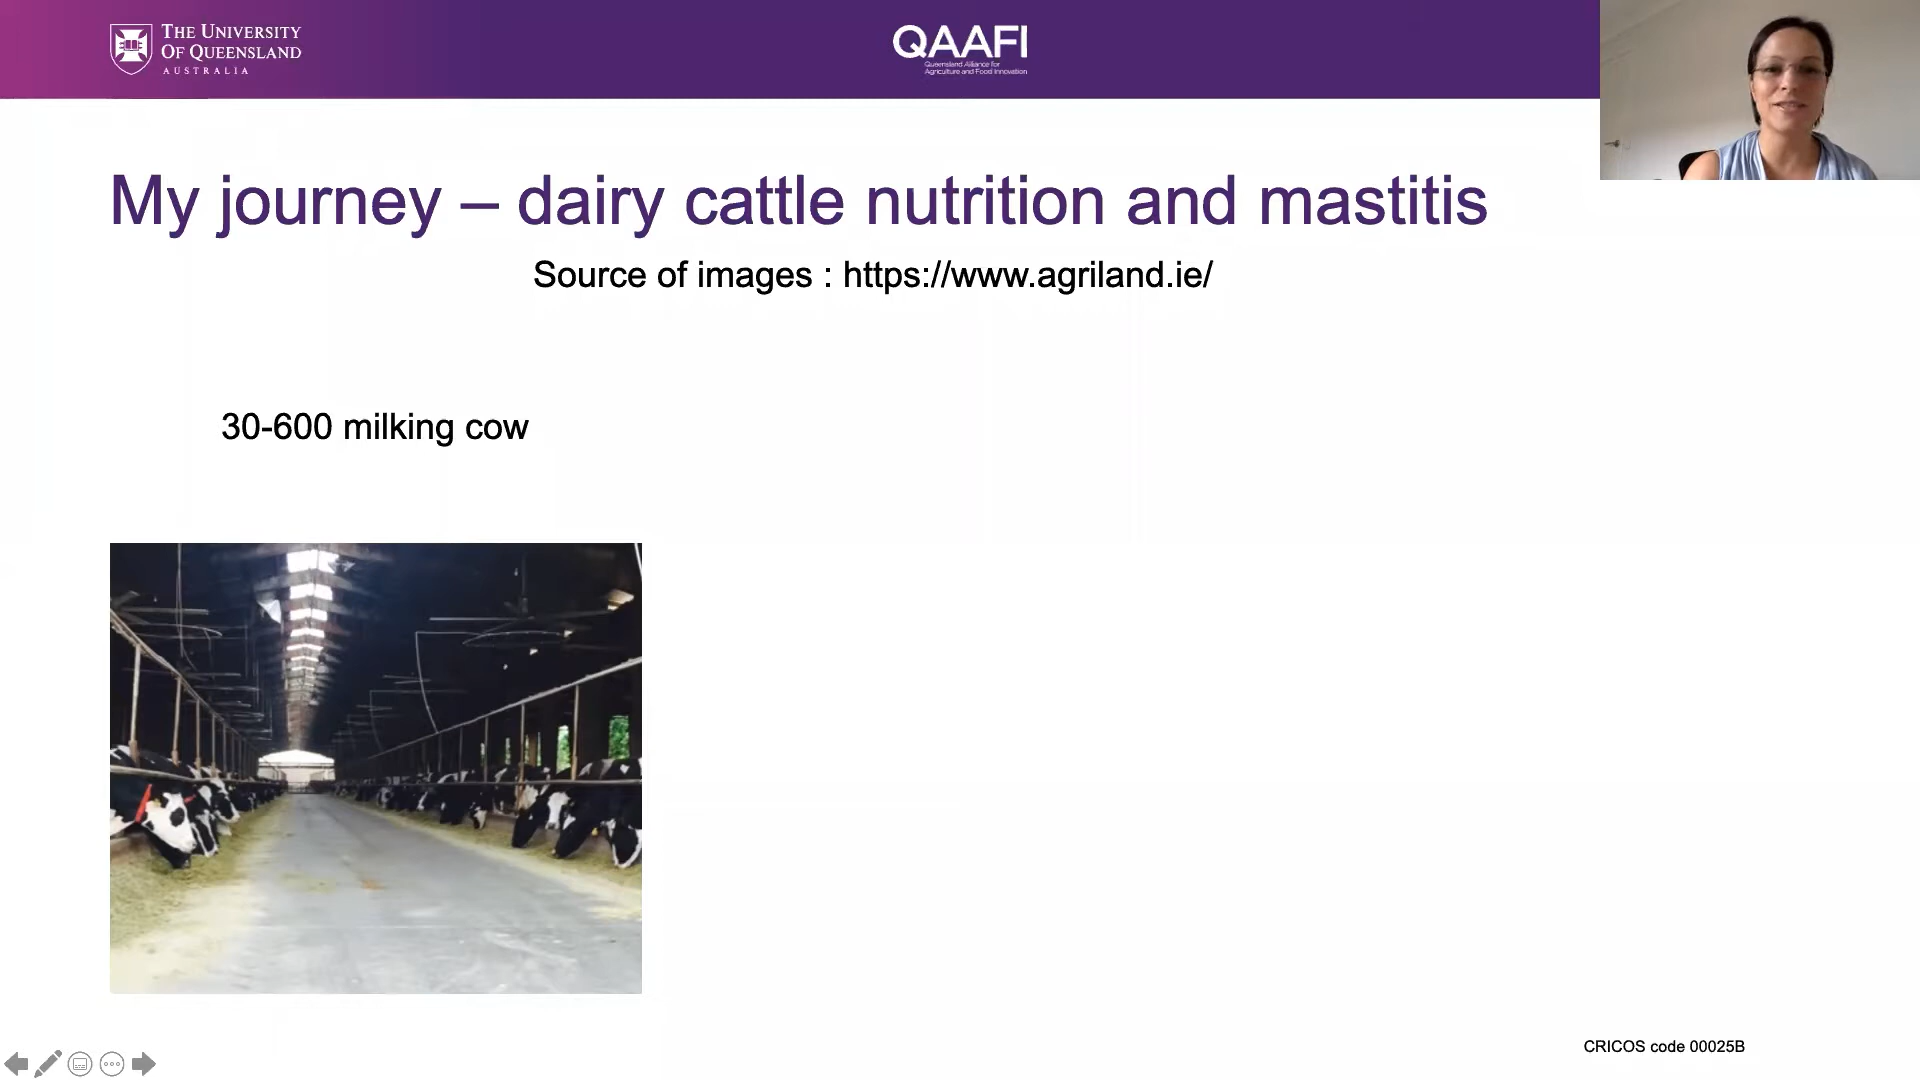 THE UNIVERSITY
OF QUEENSLAND
AUSTRALIA
QAAFI
Queensland Alliance for
Agriculture and Food Innovation
My journey – dairy cattle nutrition and mastitis
Source of images : https://www.agriland.ie/
30-600 milking cow
CRICOS code 00025B